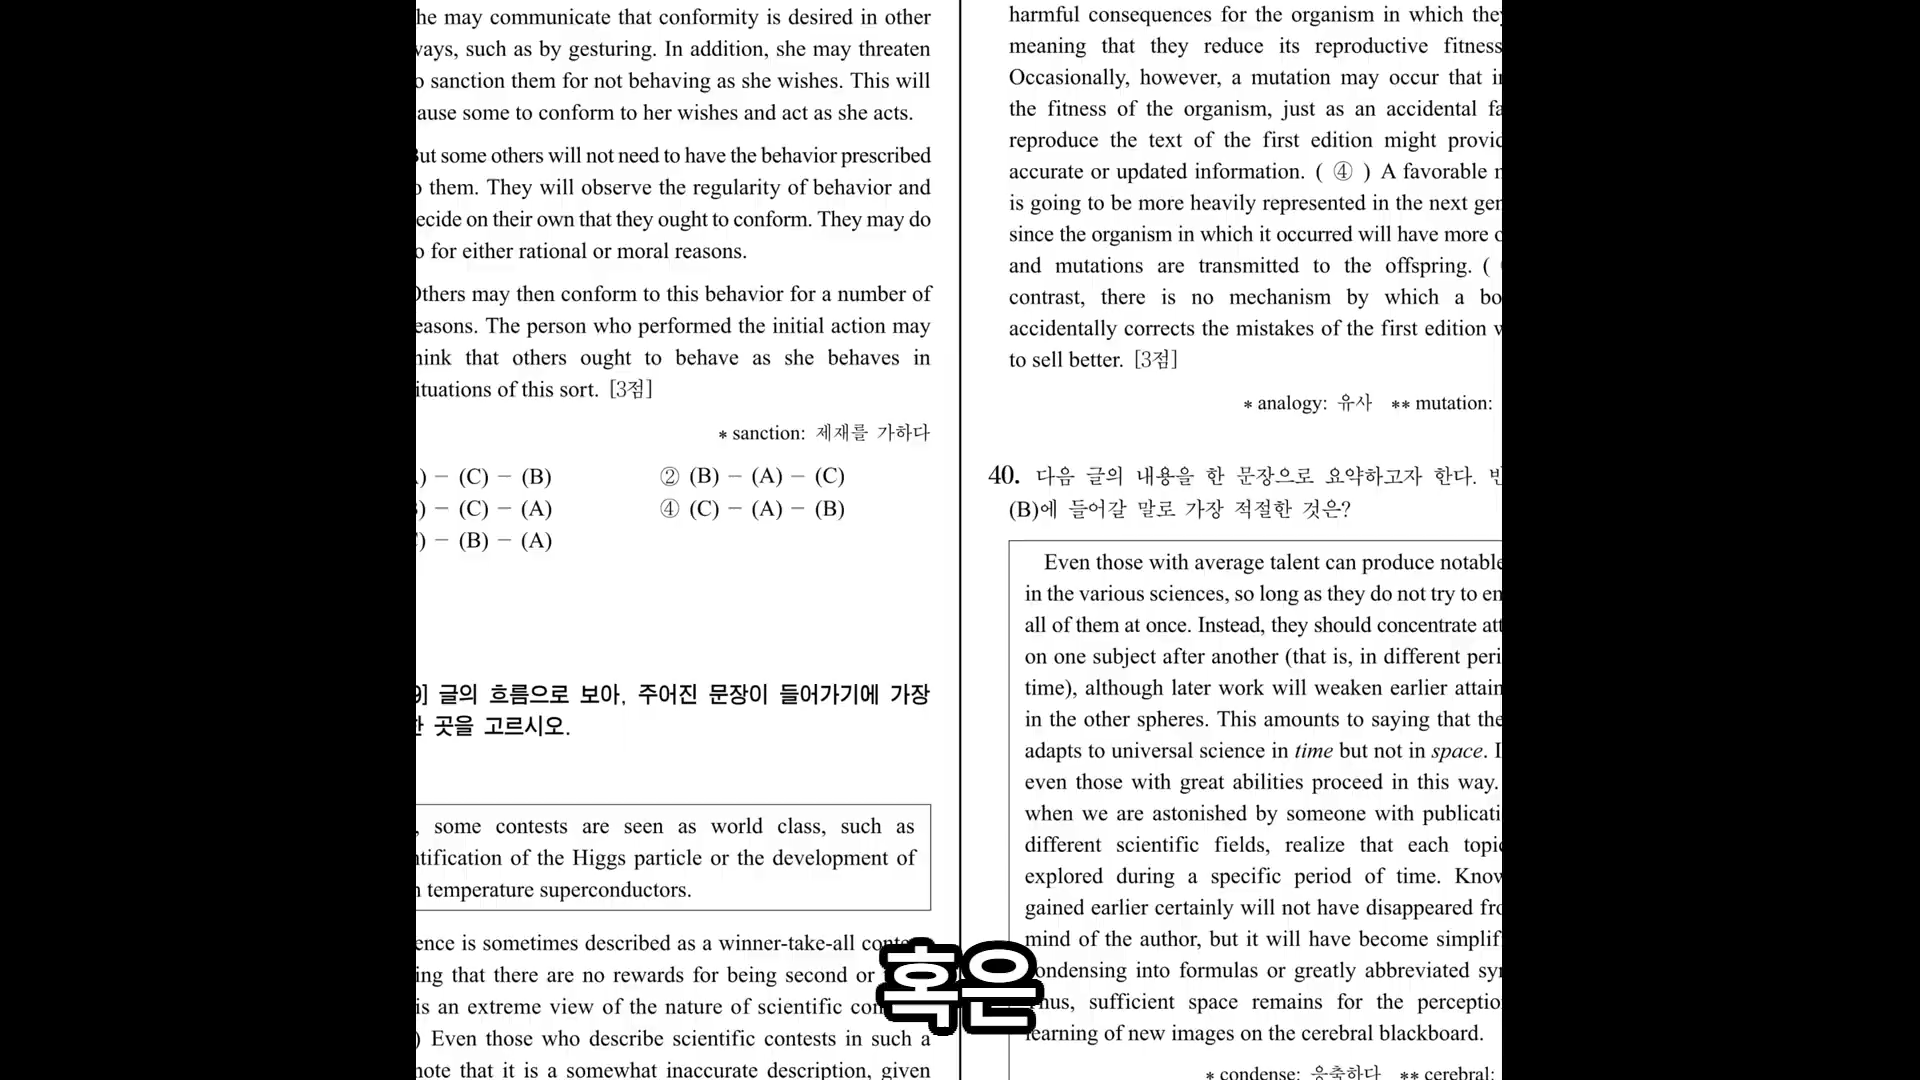 he may communicate that conformity is desired in other
ways, such as by gesturing. In addition, she may threaten
sanction them for not behaving as she wishes. This will
ause some to conform to her wishes and act as she acts.
But some others will not need to have the behavior prescribed
them. They will observe the regularity of behavior and
ecide on their own that they ought to conform. They may do
for either rational or moral reasons.
Others may then conform to this behavior for a number of
easons. The person who performed the initial action may
hink that others ought to behave as she behaves in
ituations of this sort. [3점]
* sanction: 제재를 가하다
) − (C) − (B)
② (B) − (A) − (C)
) − (C) − (A)
④ (C) − (A) − (B)
) − (B) − (A)
9] 글의 흐름으로 보아, 주어진 문장이 들어가기에 가장
한 곳을 고르시오.
, some contests are seen as world class, such as
ntification of the Higgs particle or the development of
temperature superconductors.
ence is sometimes described as a winner-take-all
ing that there are no rewards for being second or
is an extreme view of the nature of scientific
) Even those who describe scientific contests in such a
note that it is a somewhat inaccurate description, given
harmful consequences for the organism in which they
meaning that they reduce its reproductive fitness
Occasionally, however, a mutation may occur that
the fitness of the organism, just as an accidental
reproduce the text of the first edition might
accurate or updated information. ( ④ ) A favorable
is going to be more heavily represented in the next
since the organism in which it occurred will have more
and mutations are transmitted to the offspring. (
contrast, there is no mechanism by which a
accidentally corrects the mistakes of the first edition
to sell better. [3점]
* analogy: 유사 ** mutation:
40. 다음 글의 내용을 한 문장으로 요약하고자 한다.
(B)에 들어갈 말로 가장 적절한 것은?
Even those with average talent can produce notable
in the various sciences, so long as they do not try to
all of them at once. Instead, they should concentrate
on one subject after another (that is, in different
time), although later work will weaken earlier
in the other spheres. This amounts to saying that the
adapts to universal science in time but not in space.
even those with great abilities proceed in this way.
when we are astonished by someone with
different scientific fields, realize that each
explored during a specific period of time.
gained earlier certainly will not have disappeared
mind of the author, but it will have become
condensing into formulas or greatly abbreviated
Thus, sufficient space remains for the
learning of new images on the cerebral blackboard.
* condense: 응축하다 ** cerebral:
혹은